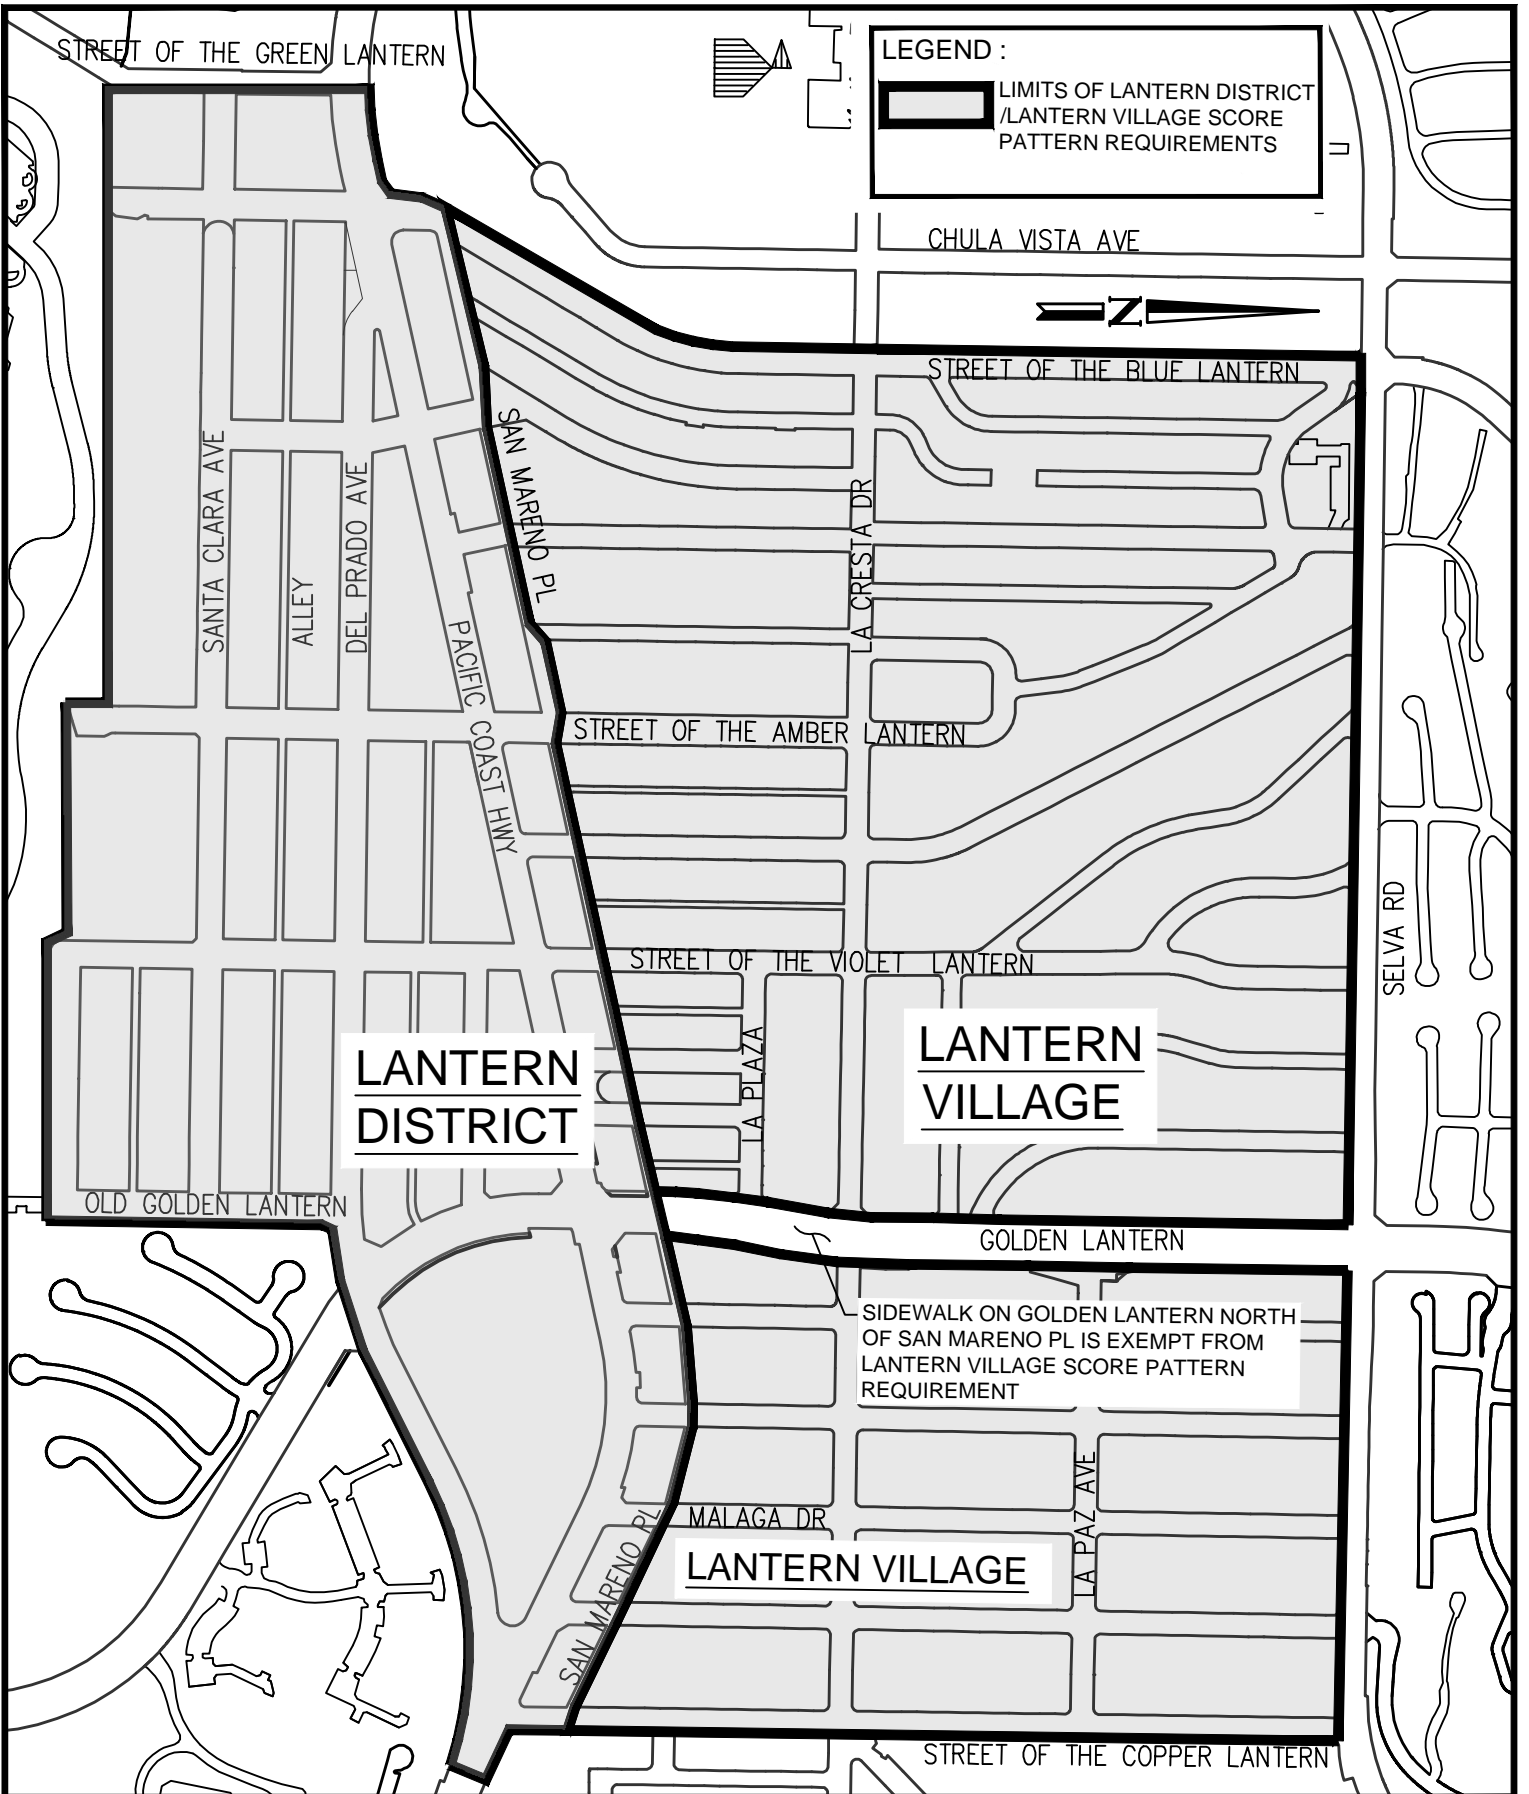 STREET OF THE GREEN LANTERN
LEGEND :
LIMITS OF LANTERN DISTRICT
/LANTERN VILLAGE SCORE
PATTERN REQUIREMENTS
CHULA VISTA AVE
N
STREET OF THE BLUE LANTERN
SAN MARENO PL
SANTA CLARA AVE
ALLEY
DEL PRADO AVE
LA CRESTA DR
PACIFIC COAST HWY
STREET OF THE AMBER LANTERN
SELVA RD
STREET OF THE VIOLET LANTERN
LANTERN
DISTRICT
LA PLAZA
LANTERN
VILLAGE
OLD GOLDEN LANTERN
GOLDEN LANTERN
SIDEWALK ON GOLDEN LANTERN NORTH
OF SAN MARENO PL IS EXEMPT FROM
LANTERN VILLAGE SCORE PATTERN
REQUIREMENT
LA PAZ AVE
MALAGA DR
SAN MARENO PL
LANTERN VILLAGE
STREET OF THE COPPER LANTERN